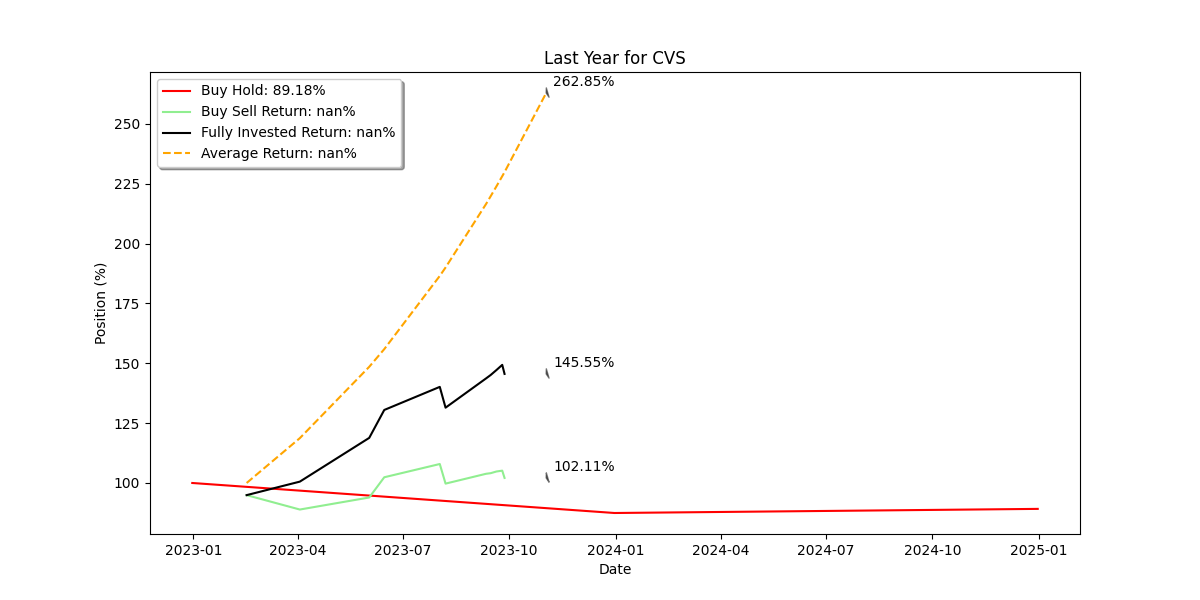 Last Year for CVS
262.85%
Buy Hold: 89.18%
Buy Sell Return: nan%
Fully Invested Return: nan%
Average Return: nan%
250
225
200
175
150
125
100
145.55%
102.11%
Position (%)
2023-01 2023-04 2023-07 2023-10 2024-01 2024-04 2024-07 2024-10 2025-01
Date